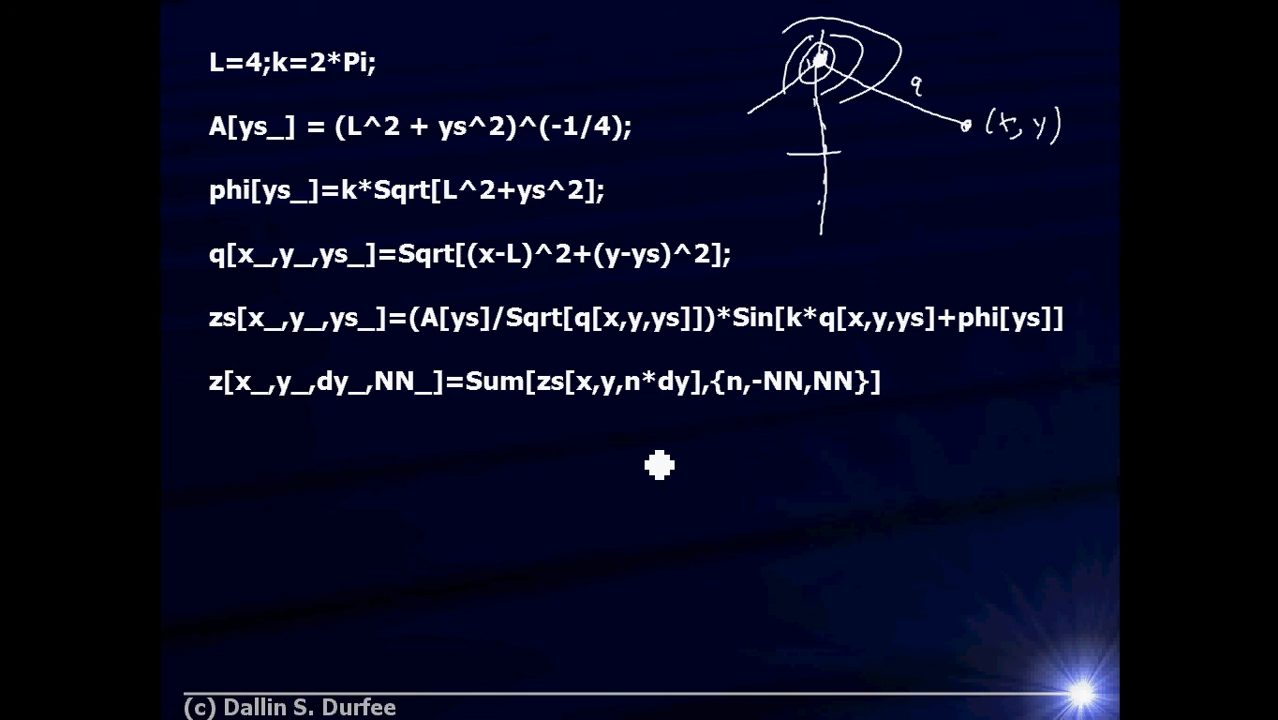 L=4;k=2*Pi;
A[ys_] = (L^2 + ys^2)^(-1/4);
phi[ys_]=k*Sqrt[L^2+ys^2];
q[x_,y_,ys_]=Sqrt[(x-L)^2+(y-ys)^2];
zs[x_,y_,ys_]=(A[ys]/Sqrt[q[x,y,ys]])*Sin[k*q[x,y,ys]+phi[ys]]
z[x_,y_,dy_,NN_]=Sum[zs[x,y,n*dy],{n,-NN,NN}]
q
(x, y)
(c) Dallin S. Durfee